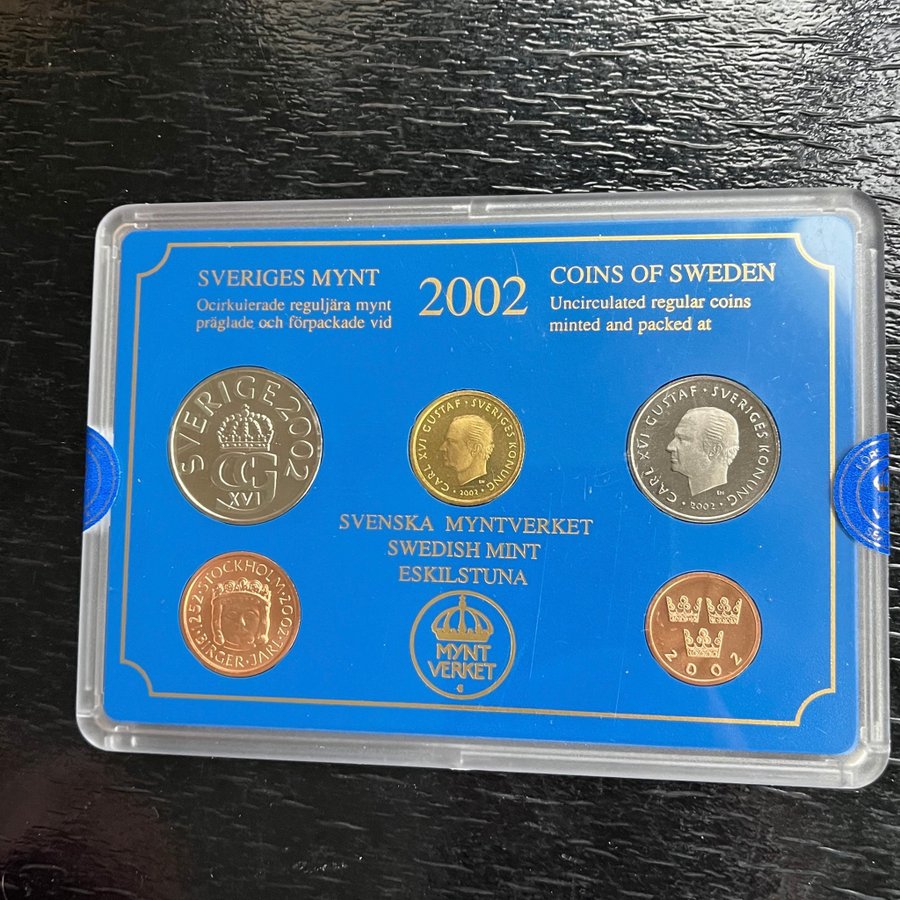 SVERIGES MYNT
Ocirkulerade reguljära mynt
präglade och förpackade vid
2002
COINS OF SWEDEN
Uncirculated regular coins
minted and packed at
SVERIGE 2002
XVI
CARL XVI GUSTAF · SVERIGES KONUNG
· 2002 ·
CARL XVI GUSTAF · SVERIGES KONUNG
· 2002 ·
SVENSKA MYNTVERKET
SWEDISH MINT
ESKILSTUNA
1252 · STOCKHOLM · 2002 · BIRGER · JARL ·
MYNT
VERKET
2002